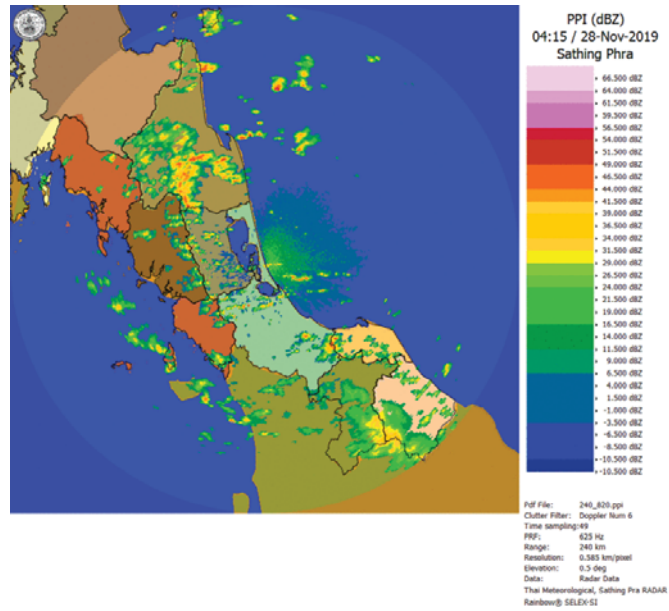 PPI (dBZ)
04:15 / 28-Nov-2019
Sathing Phra
66.500 dBZ
64.000 dBZ
61.500 dBZ
59.300 dBZ
56.500 dBZ
54.000 dBZ
51.500 dBZ
49.000 dBZ
46.500 dBZ
44.000 dBZ
41.500 dBZ
39.000 dBZ
36.500 dBZ
34.000 dBZ
31.500 dBZ
29.000 dBZ
26.500 dBZ
24.000 dBZ
21.500 dBZ
19.000 dBZ
16.500 dBZ
14.000 dBZ
11.500 dBZ
9.000 dBZ
6.500 dBZ
4.000 dBZ
1.500 dBZ
-1.000 dBZ
-3.500 dBZ
-6.500 dBZ
-8.500 dBZ
-10.500 dBZ
-10.500 dBZ
Pdf File: 240_820.ppi
Clutter Filter: Doppler Num 6
Time sampling:49
PRF: 625 Hz
Range: 240 km
Resolution: 0.585 km/pixel
Elevation: 0.5 deg
Data: Radar Data
Thai Meteorological, Sathing Pra RADAR
Rainbow® SELEX-SI